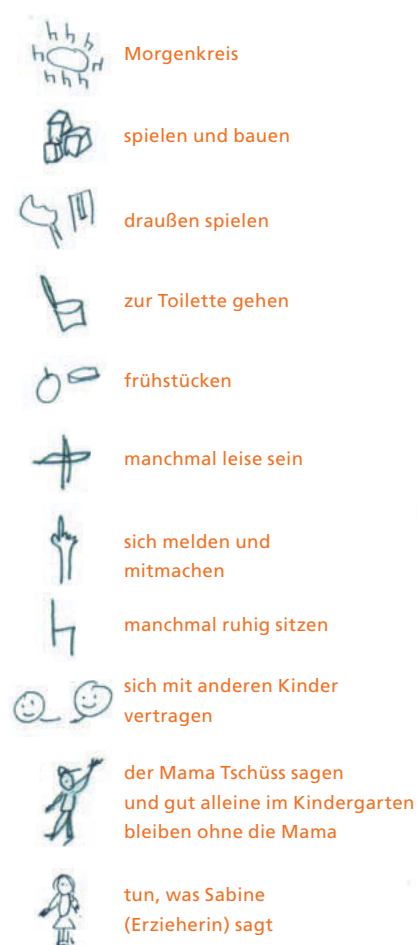 Morgenkreis
spielen und bauen
draußen spielen
zur Toilette gehen
frühstücken
manchmal leise sein
sich melden und
mitmachen
manchmal ruhig sitzen
sich mit anderen Kinder
vertragen
der Mama Tschüss sagen
und gut alleine im Kindergarten
bleiben ohne die Mama
tun, was Sabine
(Erzieherin) sagt